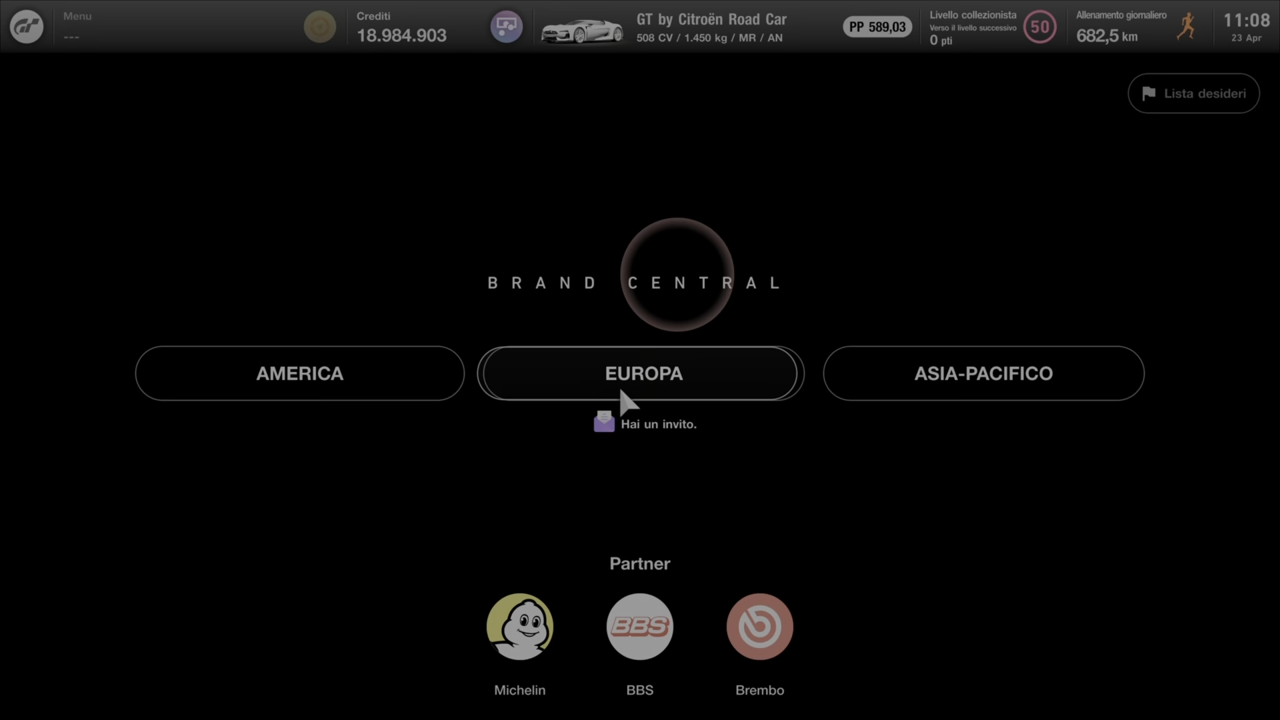 Menu
---
Crediti
18.984.903
GT by Citroën Road Car
508 CV / 1.450 kg / MR / AN
PP 589,03
Livello collezionista
Verso il livello successivo
0 pti
50
Allenamento giornaliero
682,5 km
11:08
23 Apr
Lista desideri
BRAND CENTRAL
AMERICA
EUROPA
ASIA-PACIFICO
Hai un invito.
Partner
BBS
Michelin
BBS
Brembo